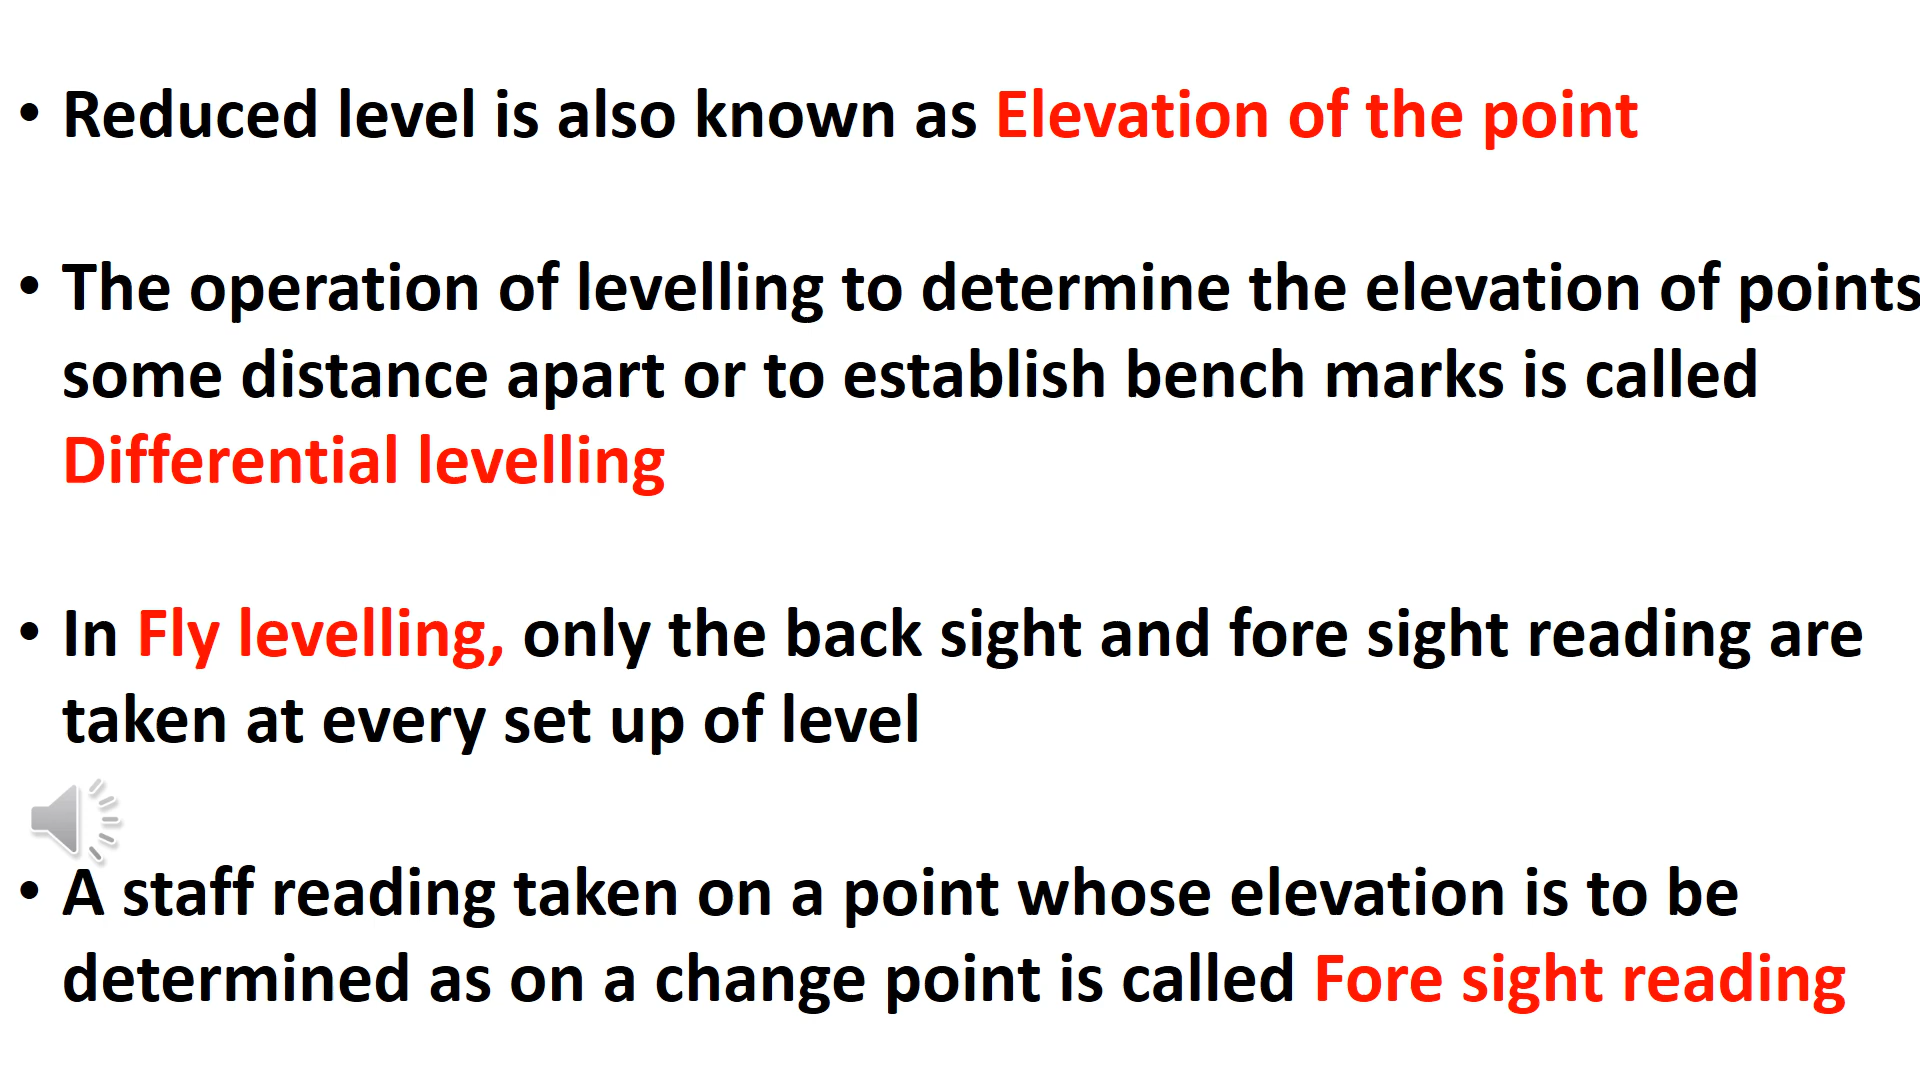 • Reduced level is also known as Elevation of the point
• The operation of levelling to determine the elevation of points
some distance apart or to establish bench marks is called
Differential levelling
• In Fly levelling, only the back sight and fore sight reading are
taken at every set up of level
• A staff reading taken on a point whose elevation is to be
determined as on a change point is called Fore sight reading